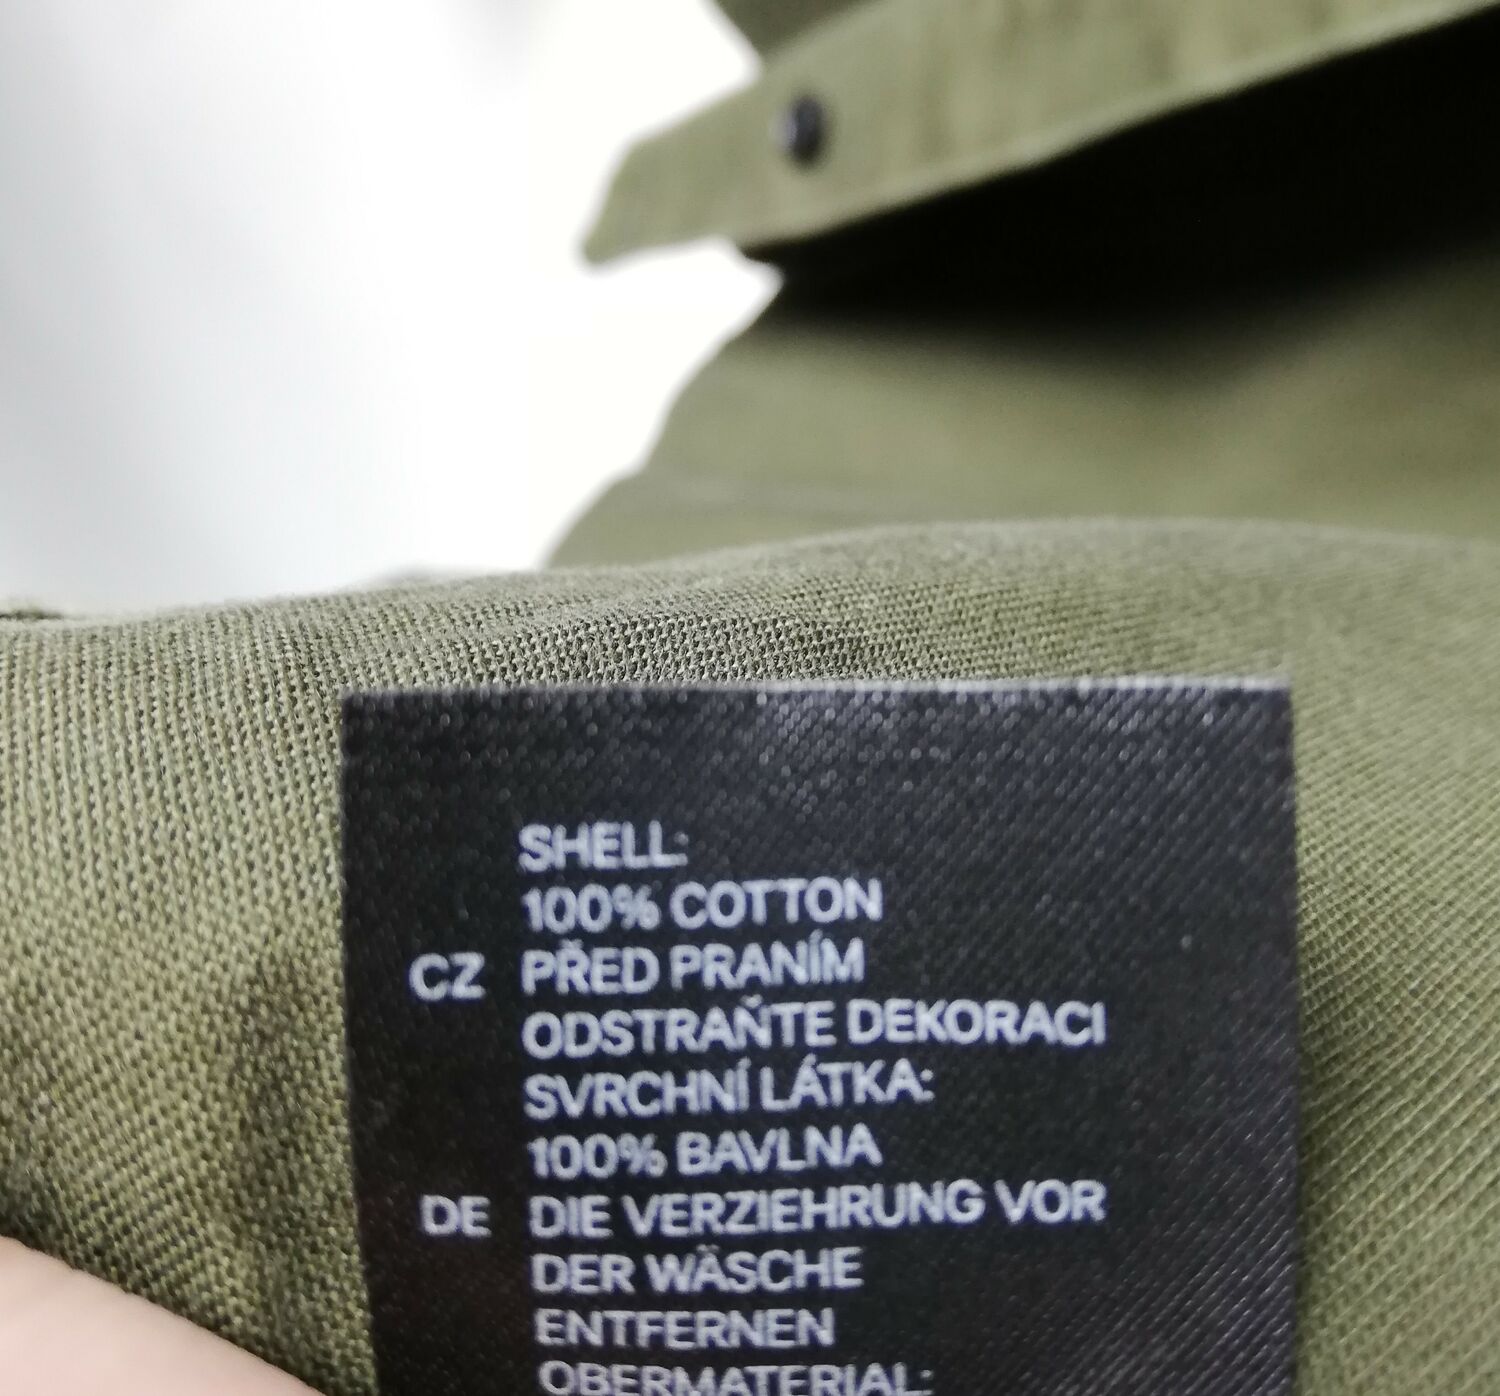 SHELL:
100% COTTON
CZ PŘED PRANÍM
ODSTRAŇTE DEKORACI
SVRCHNÍ LÁTKA:
100% BAVLNA
DE DIE VERZIEHRUNG VOR
DER WÄSCHE
ENTFERNEN
OBERMATERIAL: